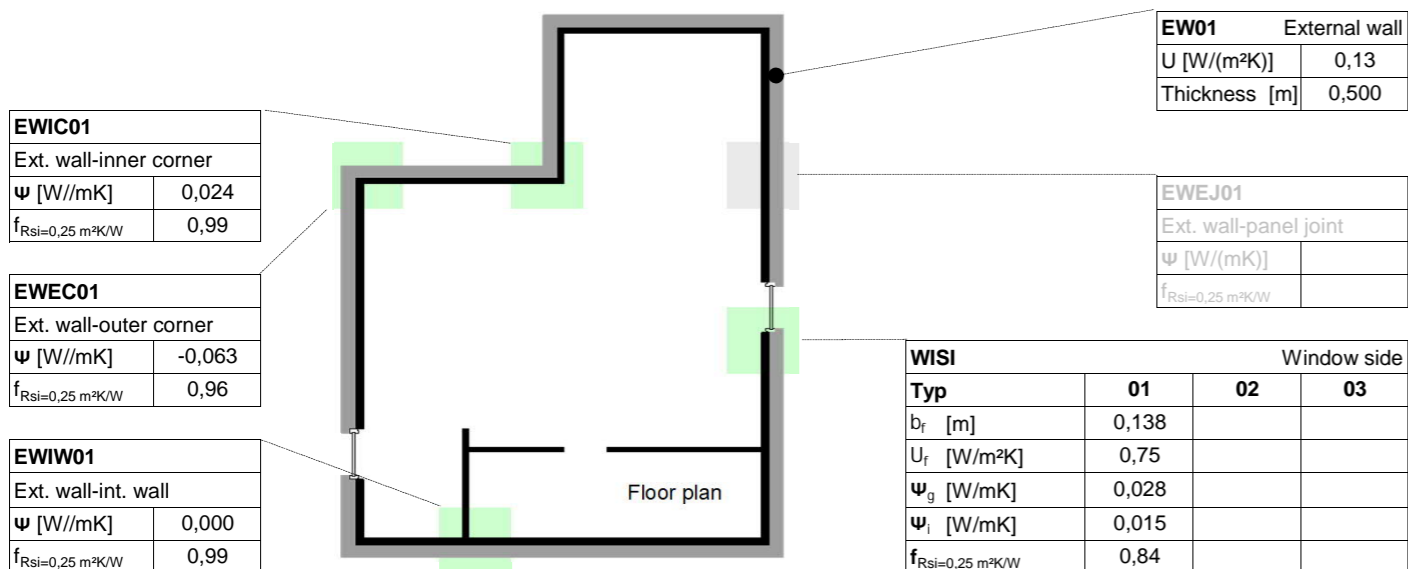 EW01 External wall
U [W/(m²K)] 0,13
Thickness [m] 0,500
EWIC01
Ext. wall-inner corner
Ψ [W//mK] 0,024
fRsi=0,25 m²K/W 0,99
EWEJ01
Ext. wall-panel joint
Ψ [W/(mK)]
fRsi=0,25 m²K/W
EWEC01
Ext. wall-outer corner
Ψ [W//mK] -0,063
fRsi=0,25 m²K/W 0,96
WISI Window side
Typ 01 02 03
bf [m] 0,138
Uf [W/m²K] 0,75
Ψg [W/mK] 0,028
Ψi [W/mK] 0,015
fRsi=0,25 m²K/W 0,84
EWIW01
Ext. wall-int. wall
Ψ [W//mK] 0,000
fRsi=0,25 m²K/W 0,99
Floor plan